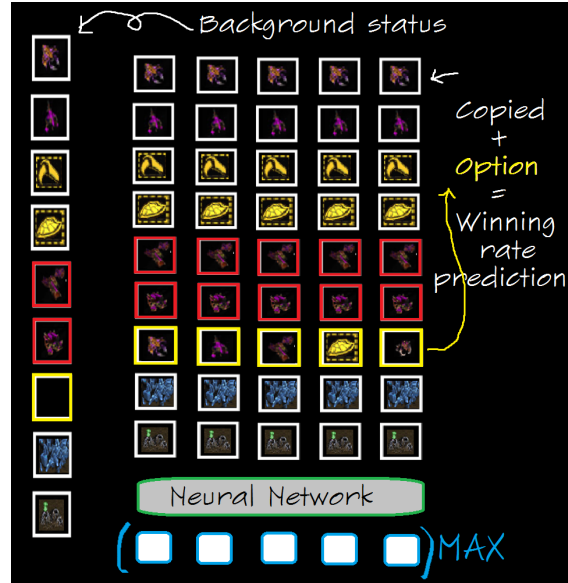 Background status
Copied
+
Option
=
Winning
rate
prediction
Neural Network
( ) MAX